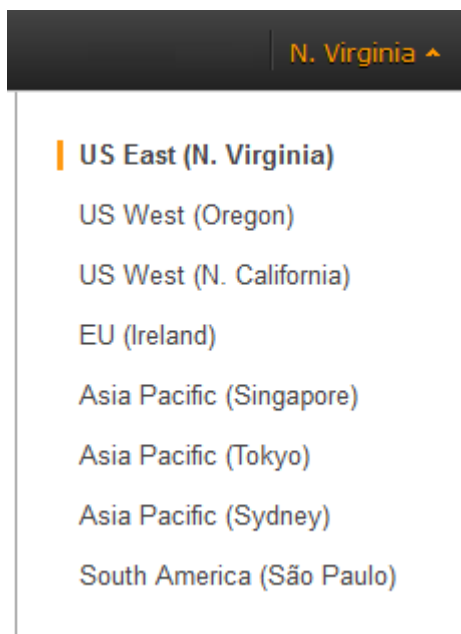 N. Virginia
US East (N. Virginia)
US West (Oregon)
US West (N. California)
EU (Ireland)
Asia Pacific (Singapore)
Asia Pacific (Tokyo)
Asia Pacific (Sydney)
South America (São Paulo)